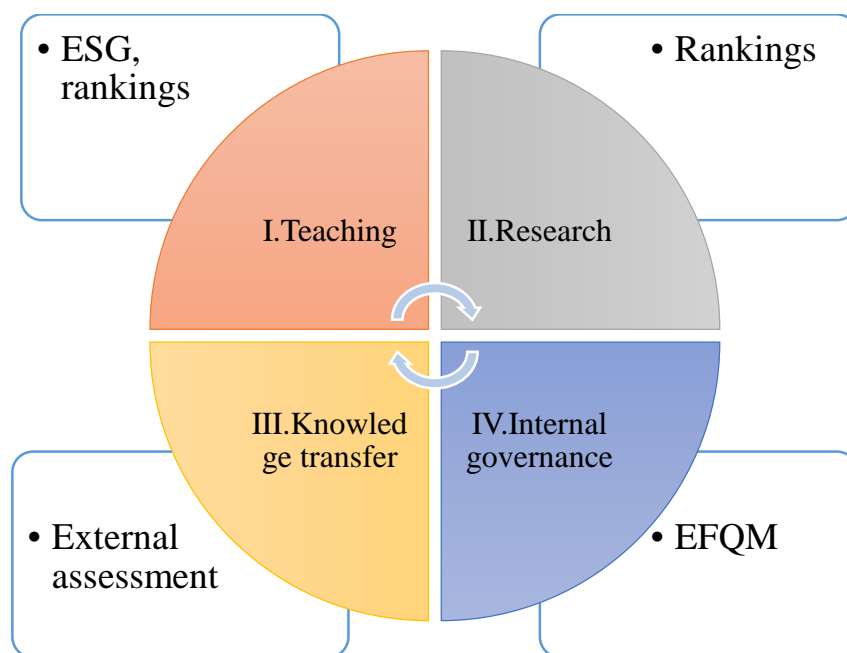 • ESG,
rankings
• Rankings
I.Teaching
II.Research
III.Knowled
ge transfer
IV.Internal
governance
• External
assessment
• EFQM